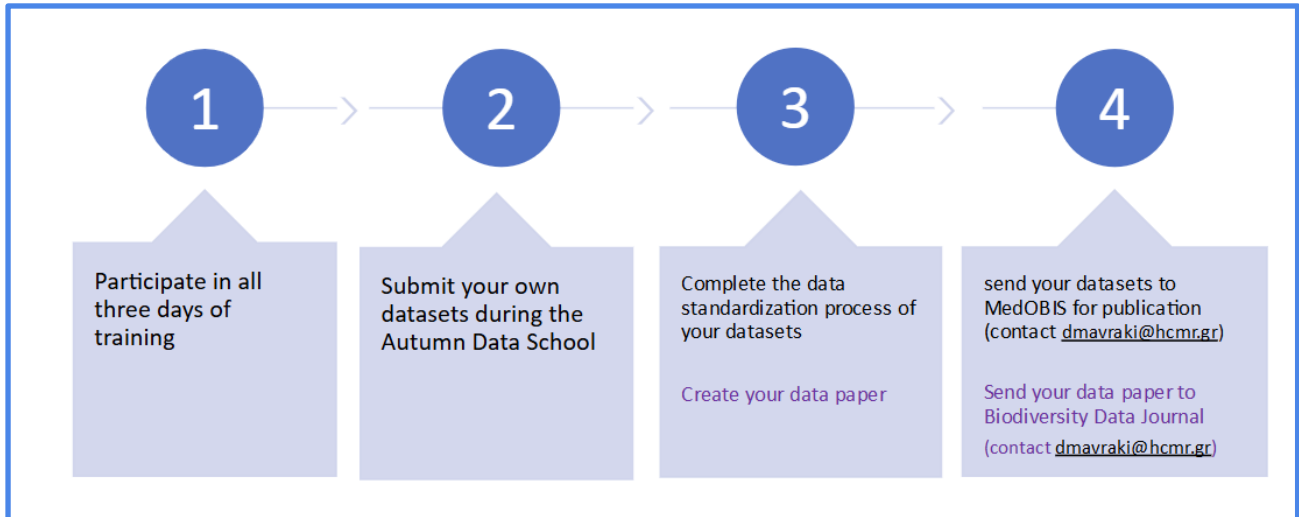 1
2
3
4
Participate in all
three days of
training
Submit your own
datasets during the
Autumn Data School
Complete the data
standardization process of
your datasets
Create your data paper
send your datasets to
MedOBIS for publication
(contact dmavraki@hcmr.gr)
Send your data paper to
Biodiversity Data Journal
(contact dmavraki@hcmr.gr)